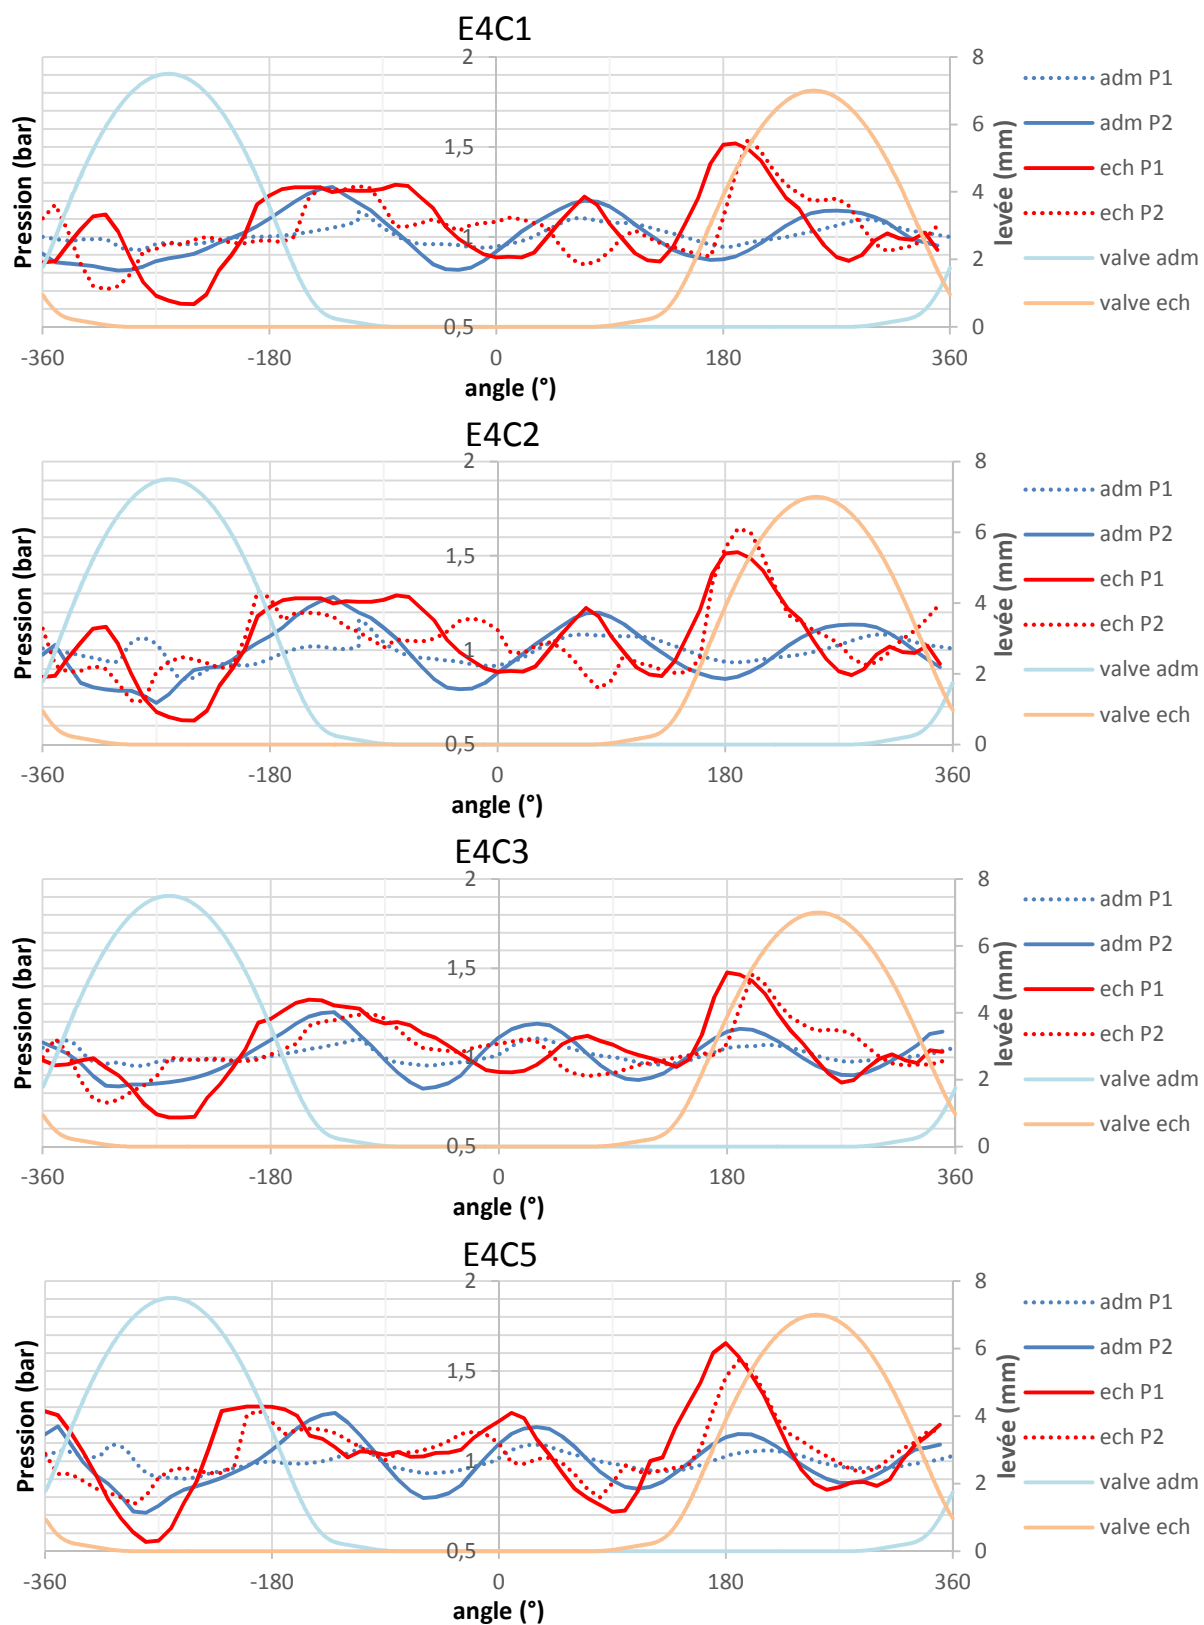 E4C1
Pression (bar)
2
1,5
1
0,5
8
6
4
2
0
levée (mm)
-360
-180
0
180
360
angle (°)
adm P1
adm P2
ech P1
ech P2
valve adm
valve ech
E4C2
Pression (bar)
2
1,5
1
0,5
8
6
4
2
0
levée (mm)
-360
-180
0
180
360
angle (°)
adm P1
adm P2
ech P1
ech P2
valve adm
valve ech
E4C3
Pression (bar)
2
1,5
1
0,5
8
6
4
2
0
levée (mm)
-360
-180
0
180
360
angle (°)
adm P1
adm P2
ech P1
ech P2
valve adm
valve ech
E4C5
Pression (bar)
2
1,5
1
0,5
8
6
4
2
0
levée (mm)
-360
-180
0
180
360
angle (°)
adm P1
adm P2
ech P1
ech P2
valve adm
valve ech